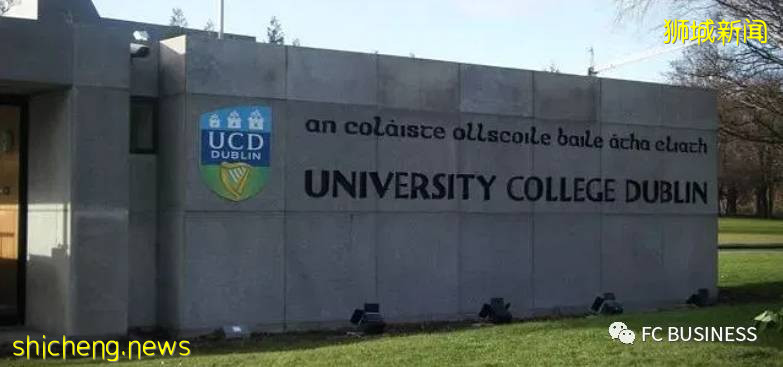 狮城新闻
UCD
DUBLIN
an coláiste ollscoile baile átha cliath
UNIVERSITY COLLEGE DUBLIN
FC BUSINESS
shicheng.news